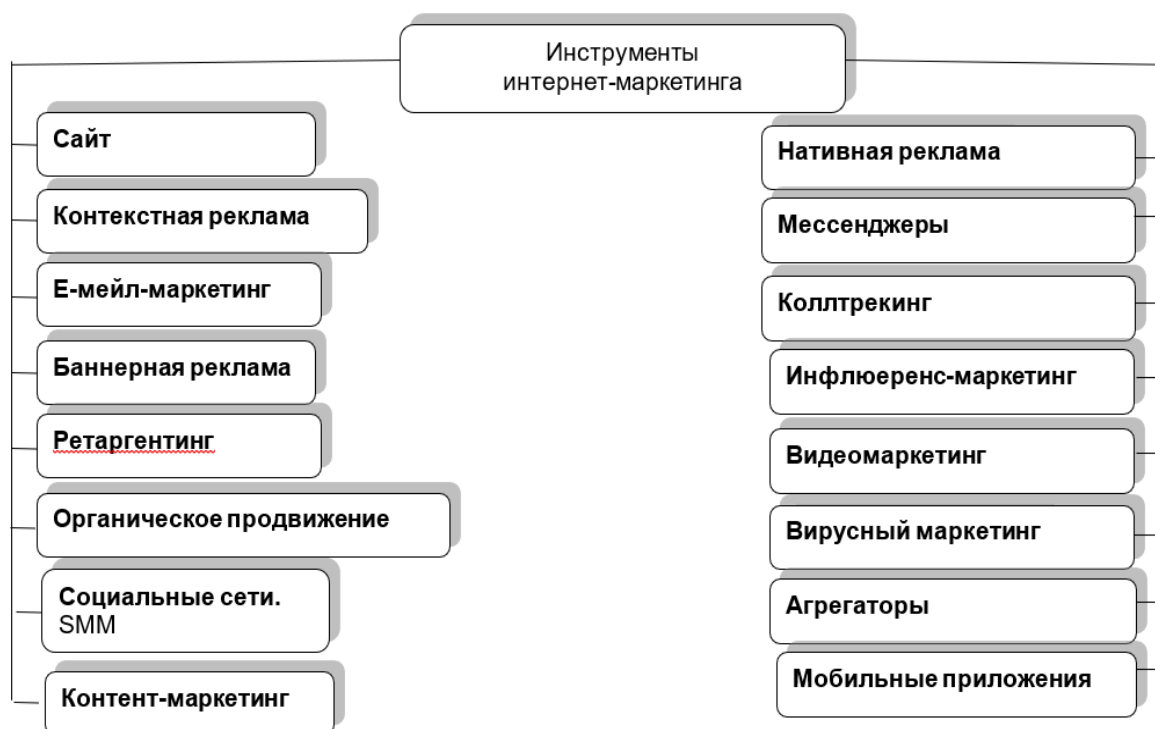 Инструменты
интернет-маркетинга
Сайт
Контекстная реклама
Е-мейл-маркетинг
Баннерная реклама
Ретаргентинг
Органическое продвижение
Социальные сети.
SMM
Контент-маркетинг
Нативная реклама
Мессенджеры
Коллтрекинг
Инфлюеренс-маркетинг
Видеомаркетинг
Вирусный маркетинг
Агрегаторы
Мобильные приложения